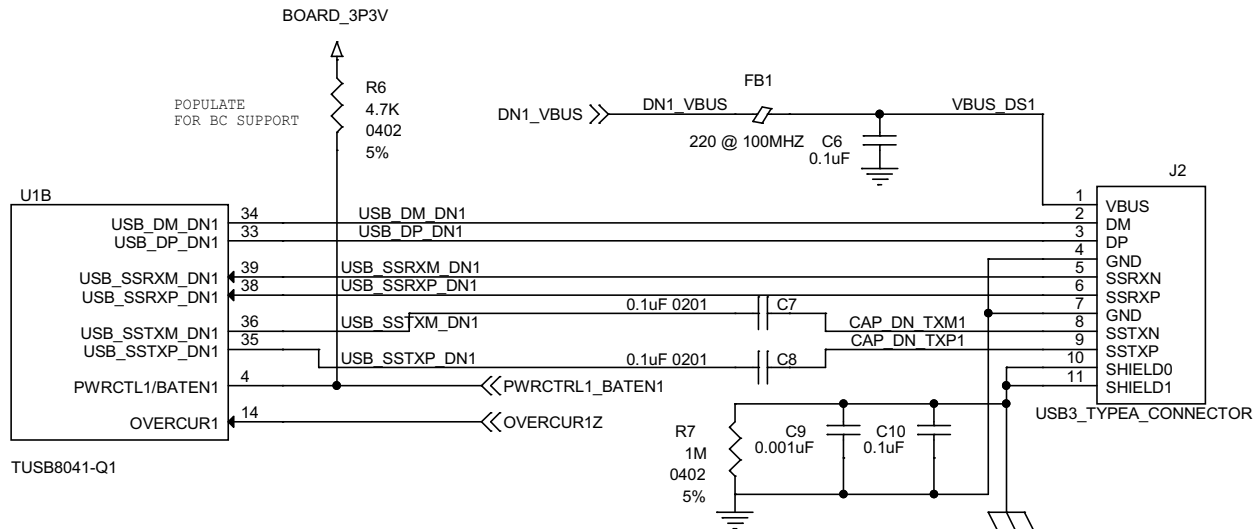 BOARD_3P3V
POPULATE
FOR BC SUPPORT
R6
4.7K
0402
5%
FB1
DN1_VBUS
DN1_VBUS
VBUS_DS1
220 @ 100MHZ
C6
0.1uF
J2
U1B
USB_DM_DN1
34
USB_DM_DN1
USB_DP_DN1
33
USB_DP_DN1
USB_SSRXM_DN1
39
USB_SSRXM_DN1
USB_SSRXP_DN1
38
USB_SSRXP_DN1
0.1uF 0201
C7
USB_SSTXM_DN1
36
USB_SSTXM_DN1
CAP_DN_TXM1
USB_SSTXP_DN1
35
USB_SSTXP_DN1
0.1uF 0201
C8
CAP_DN_TXP1
PWRCTL1/BATEN1
4
PWRCTRL1_BATEN1
OVERCUR1
14
OVERCUR1Z
TUSB8041-Q1
1
VBUS
2
DM
3
DP
4
GND
5
SSRXN
6
SSRXP
7
GND
8
SSTXN
9
SSTXP
10
SHIELD0
11
SHIELD1
USB3_TYPEA_CONNECTOR
R7
1M
0402
5%
C9
0.001uF
C10
0.1uF